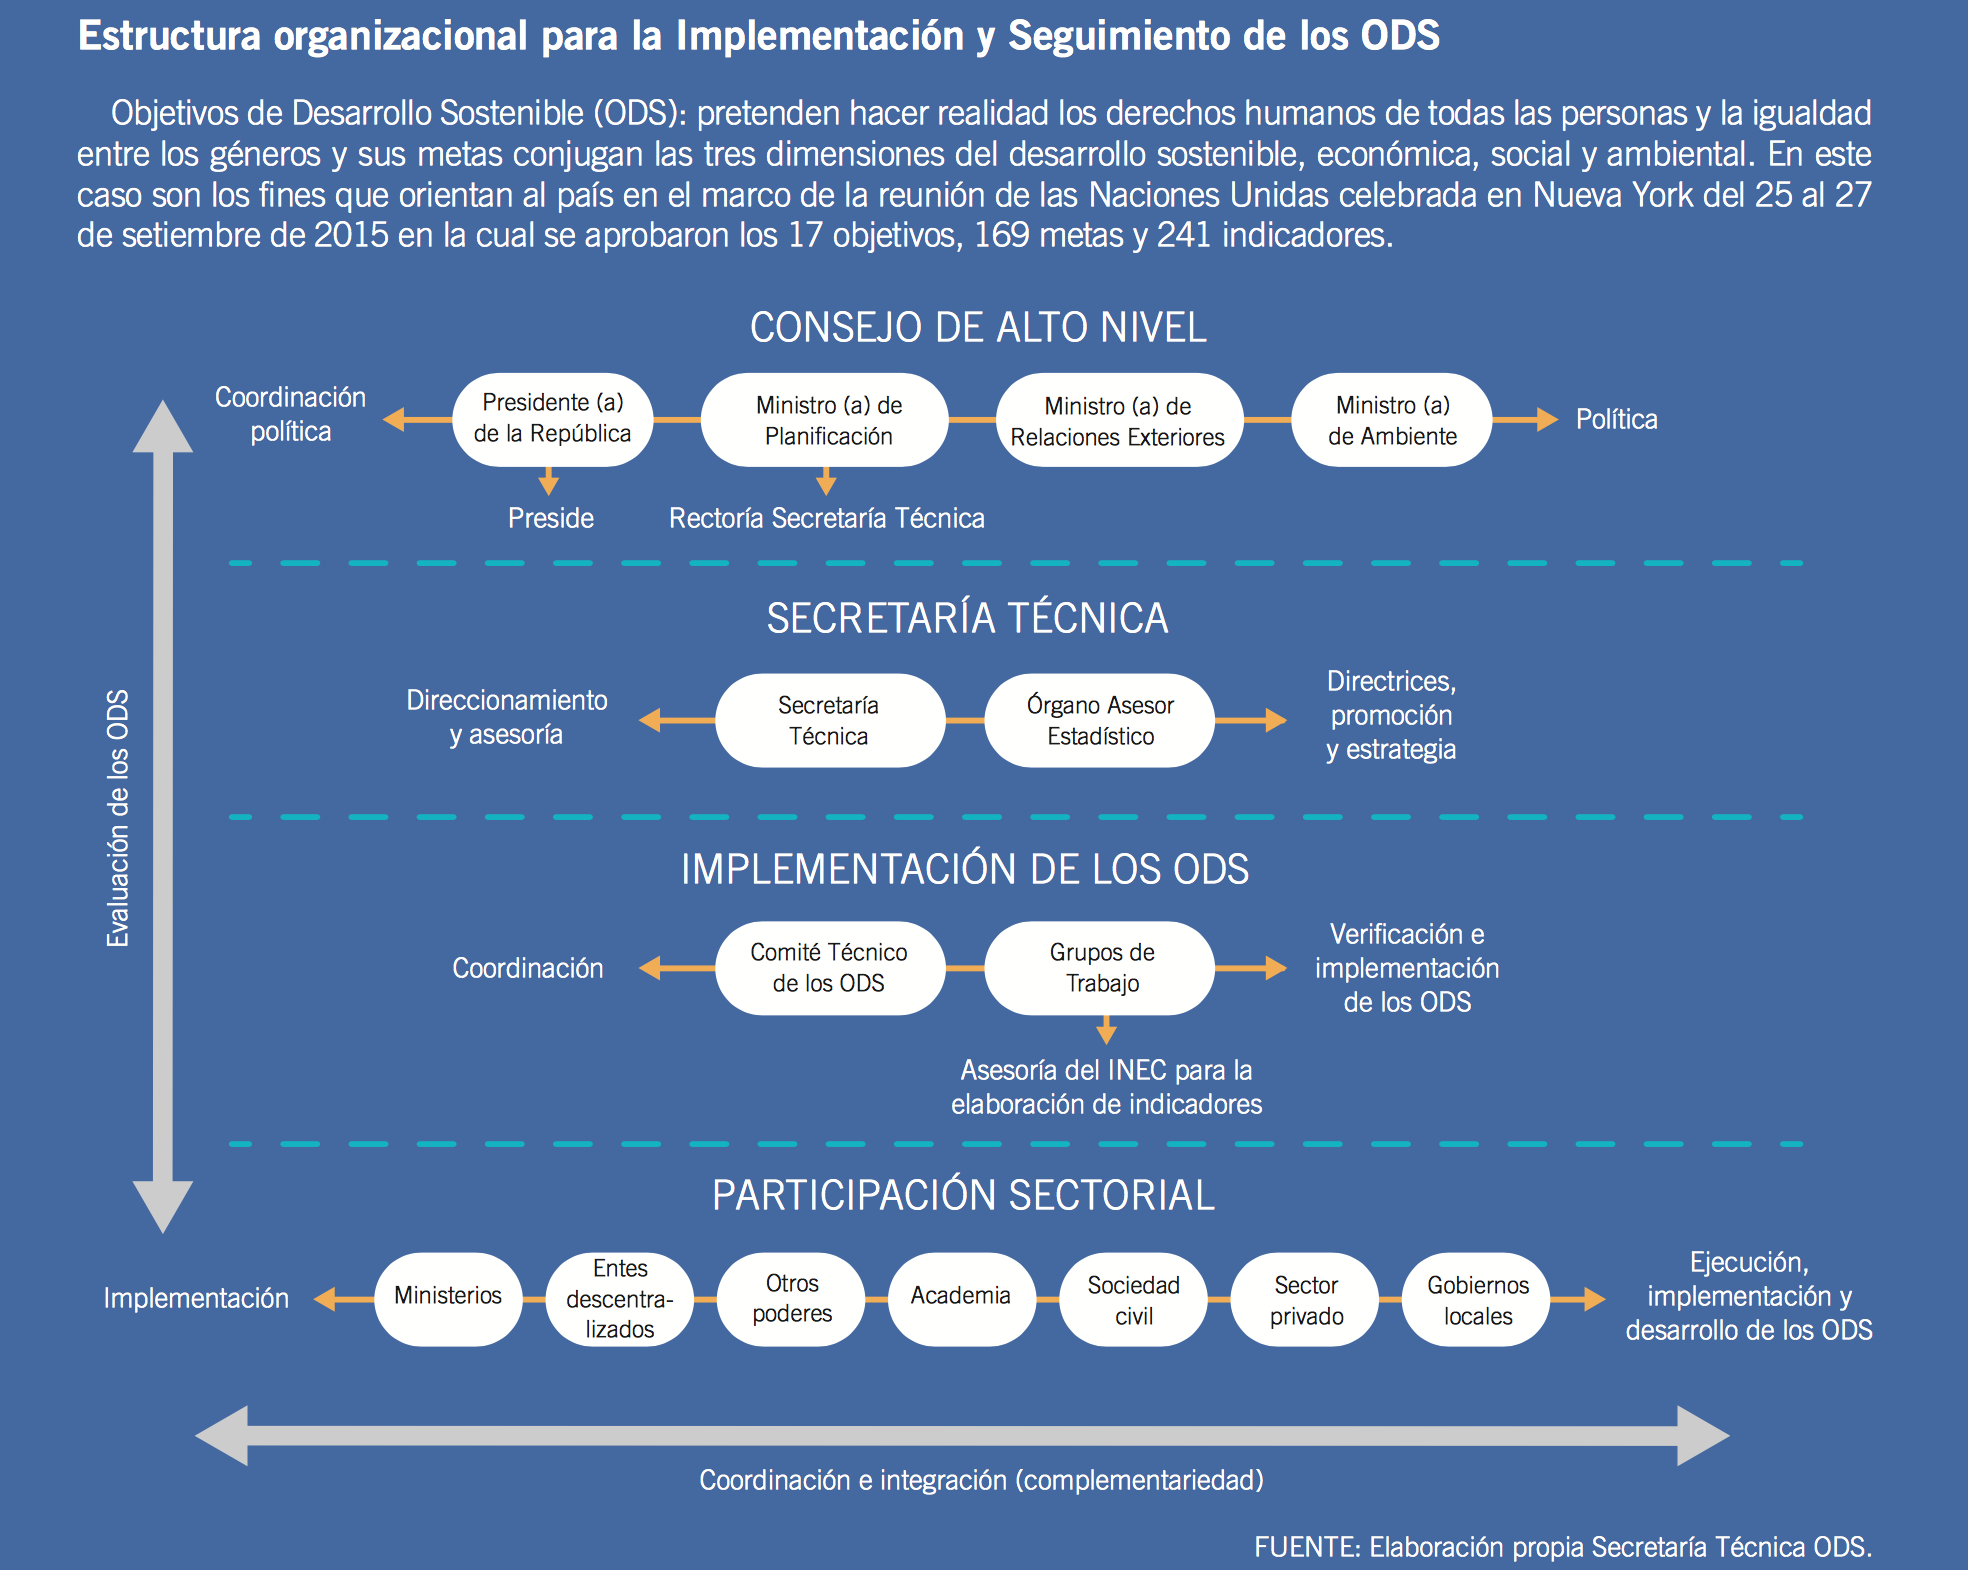 Estructura organizacional para la Implementación y Seguimiento de los ODS
Objetivos de Desarrollo Sostenible (ODS): pretenden hacer realidad los derechos humanos de todas las personas y la igualdad
entre los géneros y sus metas conjugan las tres dimensiones del desarrollo sostenible, económica, social y ambiental. En este
caso son los fines que orientan al país en el marco de la reunión de las Naciones Unidas celebrada en Nueva York del 25 al 27
de setiembre de 2015 en la cual se aprobaron los 17 objetivos, 169 metas y 241 indicadores.
CONSEJO DE ALTO NIVEL
Coordinación
política
Presidente (a)
de la República
Ministro (a) de
Planificación
Ministro (a) de
Relaciones Exteriores
Ministro (a)
de Ambiente
Política
Preside
Rectoría Secretaría Técnica
SECRETARÍA TÉCNICA
Direccionamiento
y asesoría
Secretaría
Técnica
Órgano Asesor
Estadístico
Directrices,
promoción
y estrategia
Evaluación de los ODS
IMPLEMENTACIÓN DE LOS ODS
Coordinación
Comité Técnico
de los ODS
Grupos de
Trabajo
Verificación e
implementación
de los ODS
Asesoría del INEC para la
elaboración de indicadores
PARTICIPACIÓN SECTORIAL
Implementación
Ministerios
Entes
descentra-
lizados
Otros
poderes
Academia
Sociedad
civil
Sector
privado
Gobiernos
locales
Ejecución,
implementación y
desarrollo de los ODS
Coordinación e integración (complementariedad)
FUENTE: Elaboración propia Secretaría Técnica ODS.